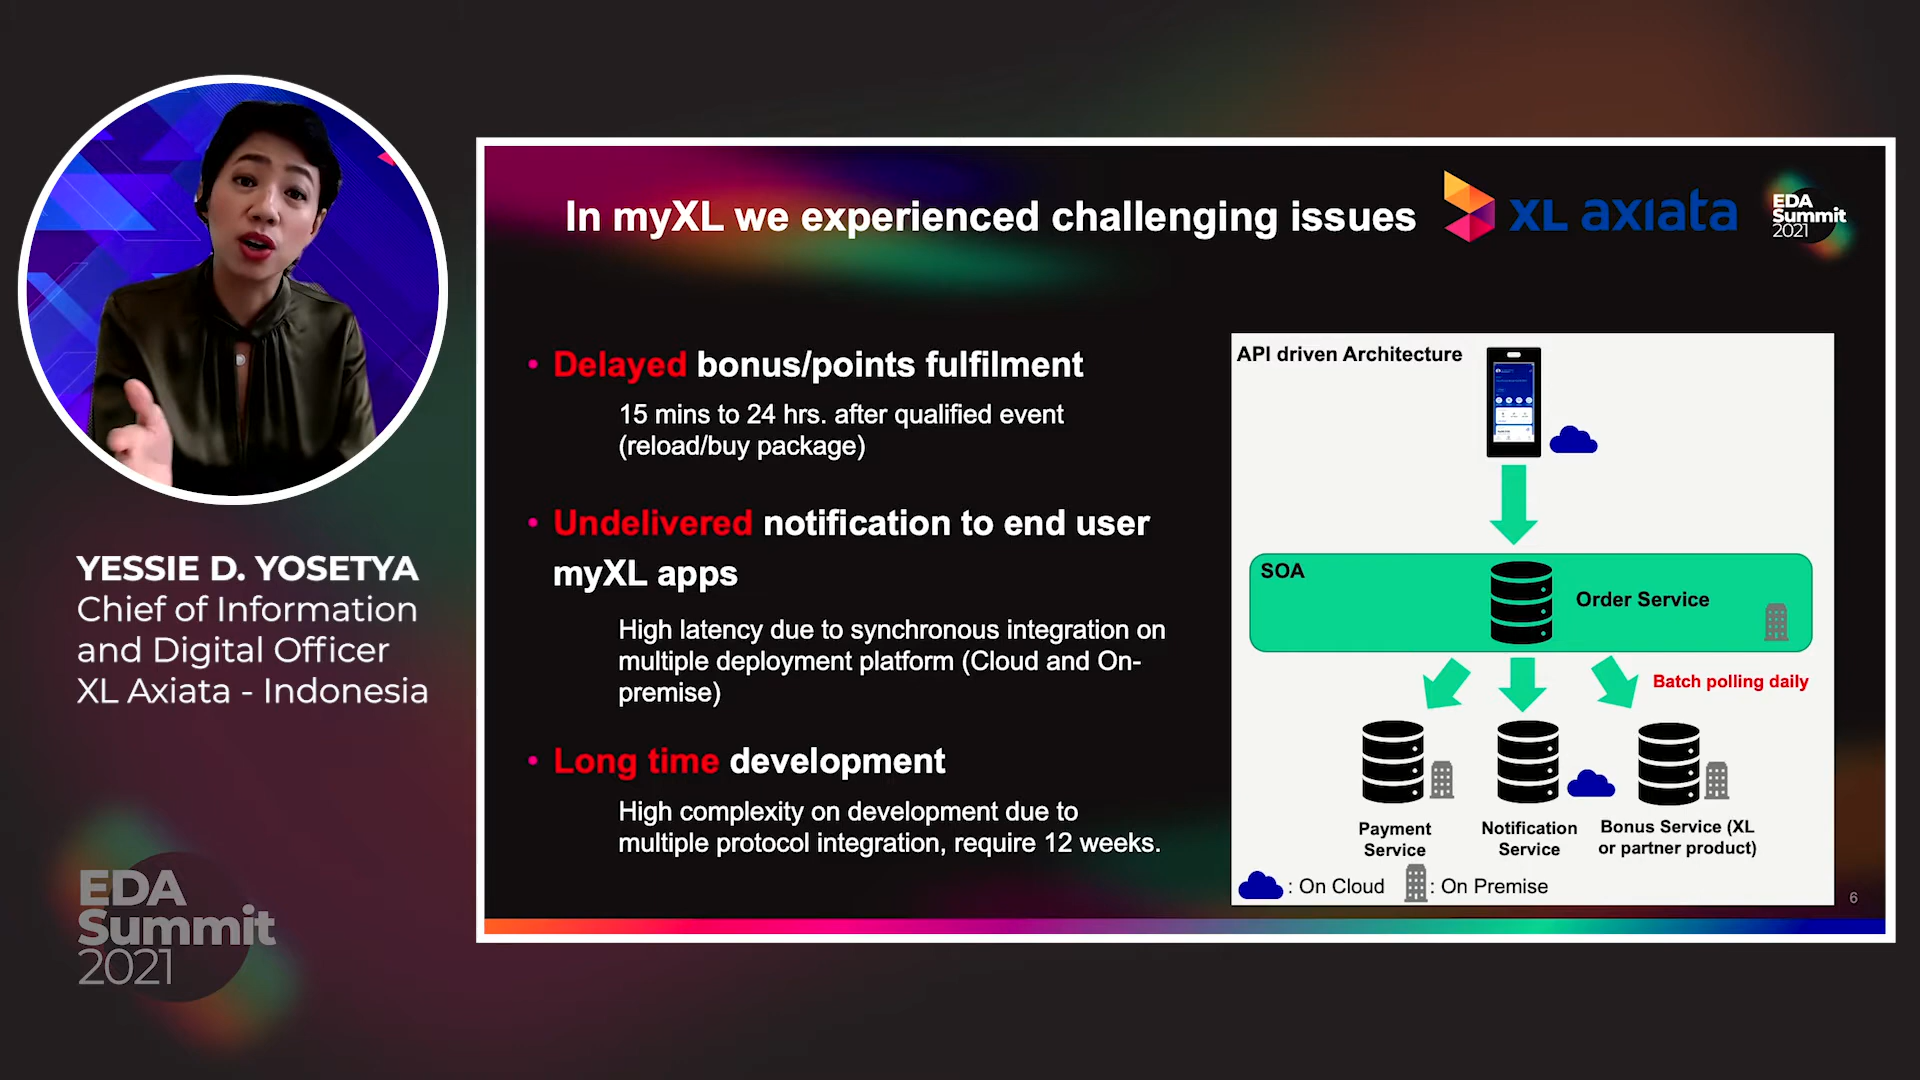 YESSIE D. YOSETYA
Chief of Information
and Digital Officer
XL Axiata - Indonesia
EDA
Summit
2021
In myXL we experienced challenging issues
XL axiata
EDA
Summit
2021
• Delayed bonus/points fulfilment
15 mins to 24 hrs. after qualified event
(reload/buy package)
• Undelivered notification to end user
myXL apps
High latency due to synchronous integration on
multiple deployment platform (Cloud and On-
premise)
• Long time development
High complexity on development due to
multiple protocol integration, require 12 weeks.
API driven Architecture
SOA
Order Service
Batch polling daily
Payment
Service
Notification
Service
Bonus Service (XL
or partner product)
: On Cloud
: On Premise
6